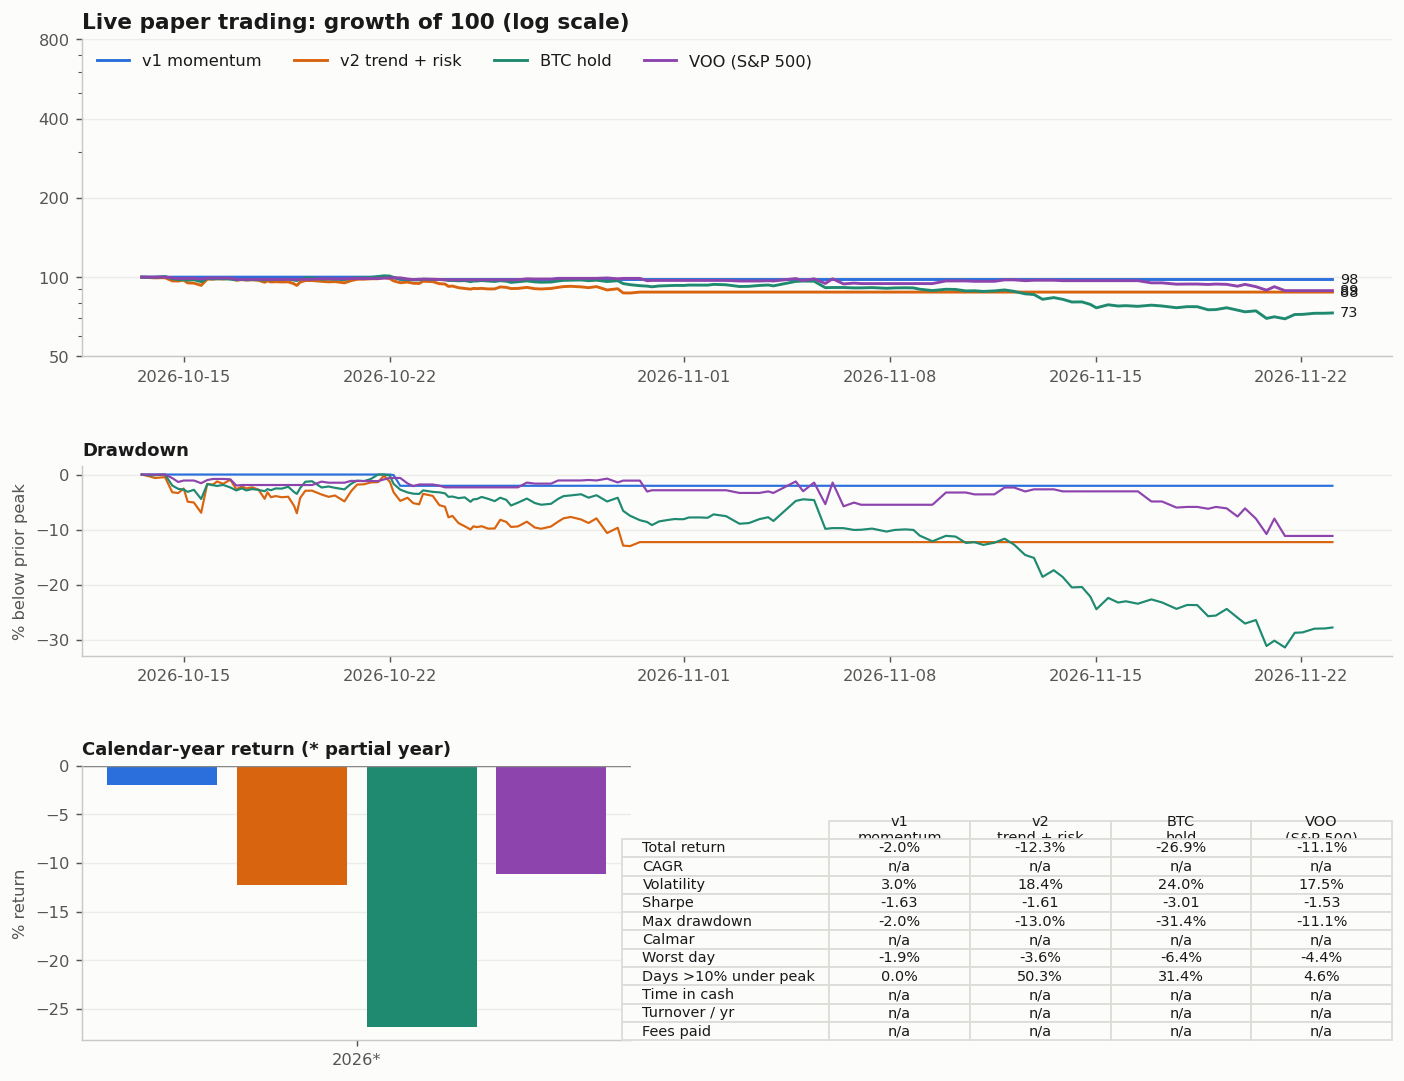 Live paper trading: growth of 100 (log scale)
v1 momentum
v2 trend + risk
BTC hold
VOO (S&P 500)
800
400
200
100
50
98
89
88
73
2026-10-15
2026-10-22
2026-11-01
2026-11-08
2026-11-15
2026-11-22
Drawdown
% below prior peak
0
−10
−20
−30
2026-10-15
2026-10-22
2026-11-01
2026-11-08
2026-11-15
2026-11-22
Calendar-year return (* partial year)
% return
0
−5
−10
−15
−20
−25
2026*
v1 momentum
v2 trend + risk
BTC hold
VOO (S&P 500)
Total return -2.0% -12.3% -26.9% -11.1%
CAGR n/a n/a n/a n/a
Volatility 3.0% 18.4% 24.0% 17.5%
Sharpe -1.63 -1.61 -3.01 -1.53
Max drawdown -2.0% -13.0% -31.4% -11.1%
Calmar n/a n/a n/a n/a
Worst day -1.9% -3.6% -6.4% -4.4%
Days >10% under peak 0.0% 50.3% 31.4% 4.6%
Time in cash n/a n/a n/a n/a
Turnover / yr n/a n/a n/a n/a
Fees paid n/a n/a n/a n/a